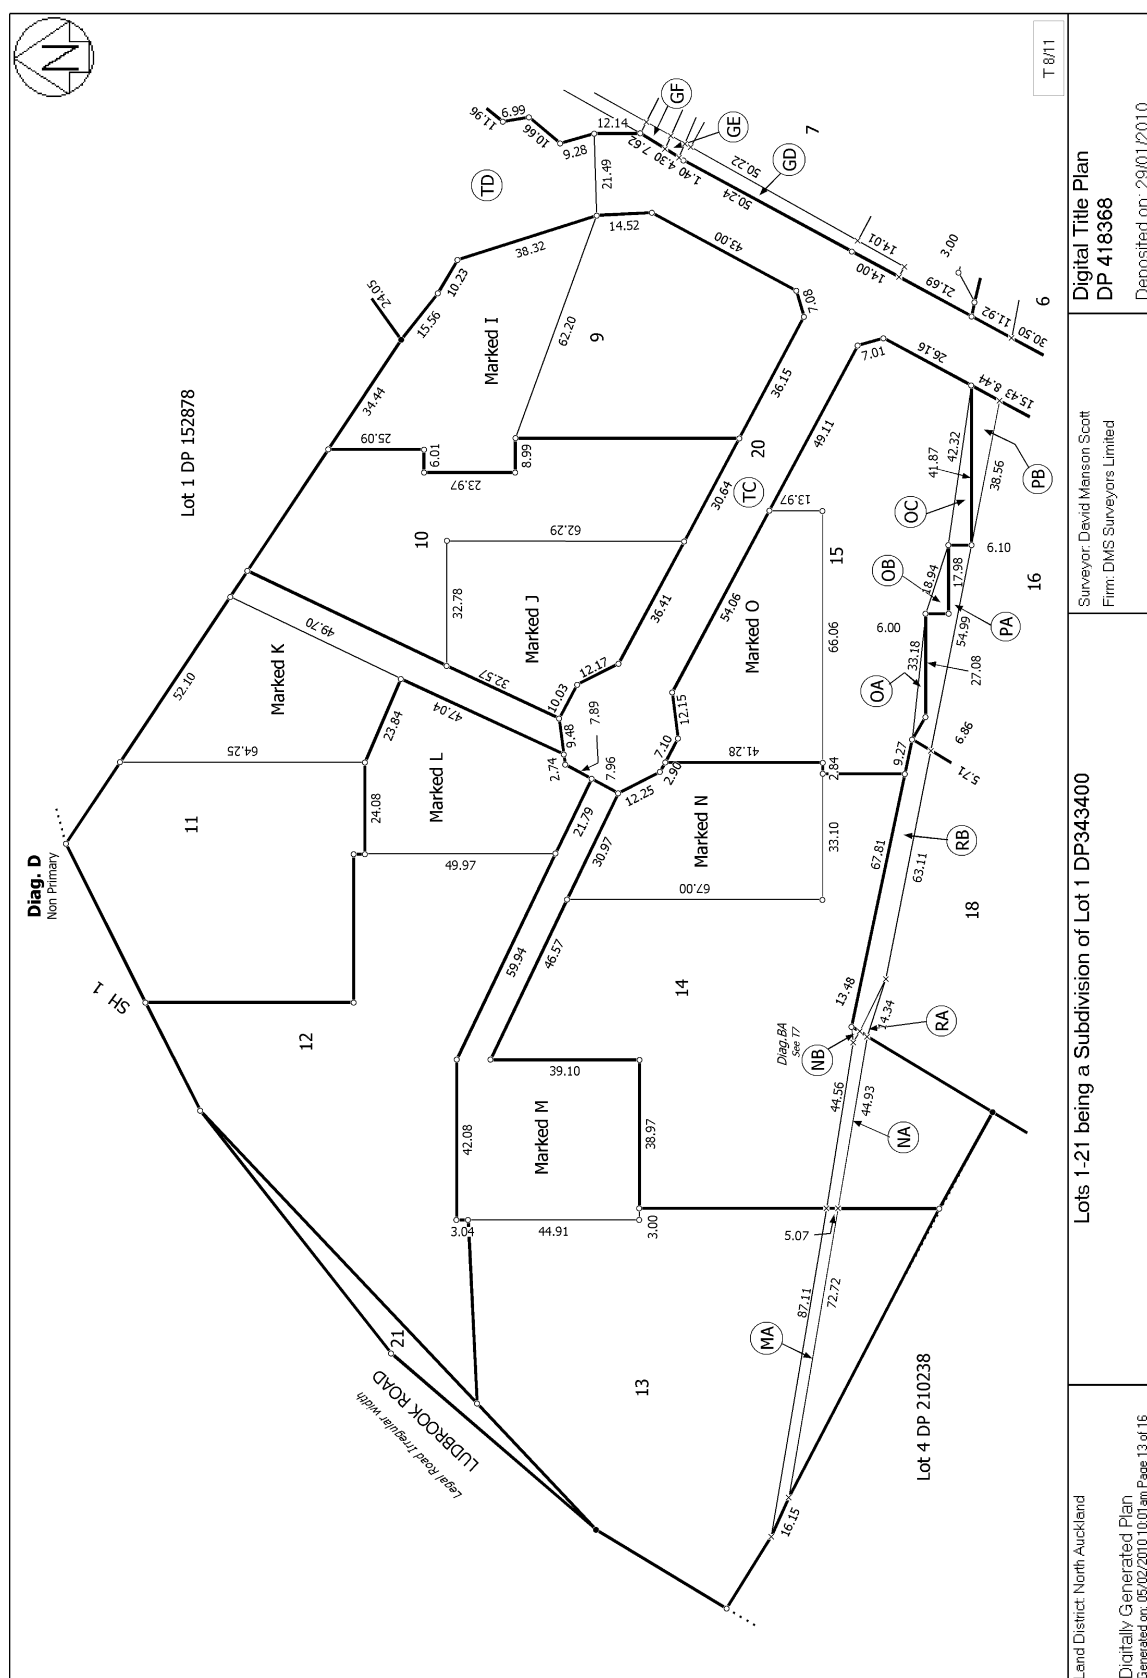 N
T 8/11
Digital Title Plan
DP 418368
Deposited on: 29/01/2010
Surveyor: David Manson Scott
Firm: DMS Surveyors Limited
Lots 1-21 being a Subdivision of Lot 1 DP343400
Land District: North Auckland
Digitally Generated Plan
Generated on: 05/02/2010 10:01am Page 13 of 16
Diag. D
Non Primary
SH 1
Lot 1 DP 152878
LUDBROOK ROAD
Legal Road Irregular width
Lot 4 DP 210238
Diag.BA
See T7
Marked I
Marked J
Marked K
Marked L
Marked M
Marked N
Marked O
6
7
9
10
11
12
13
14
15
16
18
20
21
TD
TC
GF
GE
GD
PB
PA
OC
OB
OA
RB
RA
NB
NA
MA
11.96
6.99
10.66
9.28
12.14
7.62
4.30
1.40
50.22
50.24
14.01
14.00
3.00
21.69
11.92
30.50
21.49
14.52
43.00
7.08
38.32
10.23
15.56
24.05
34.44
62.20
25.09
6.01
23.97
8.99
36.15
7.01
26.16
8.44
15.43
49.11
30.64
13.97
42.32
41.87
38.56
62.29
32.78
36.41
54.06
66.06
9.01
18.94
17.98
9.00
54.99
33.18
27.08
49.70
32.57
12.17
10.03
52.10
23.84
47.04
9.48
7.89
2.74
7.96
12.15
7.10
2.90
12.25
41.28
2.84
9.27
6.86
5.71
64.25
24.08
49.97
21.79
30.97
33.10
67.00
67.81
63.11
59.94
46.57
13.48
14.34
39.10
42.08
38.97
44.56
44.93
3.04
44.91
3.00
5.07
87.11
72.72
16.15